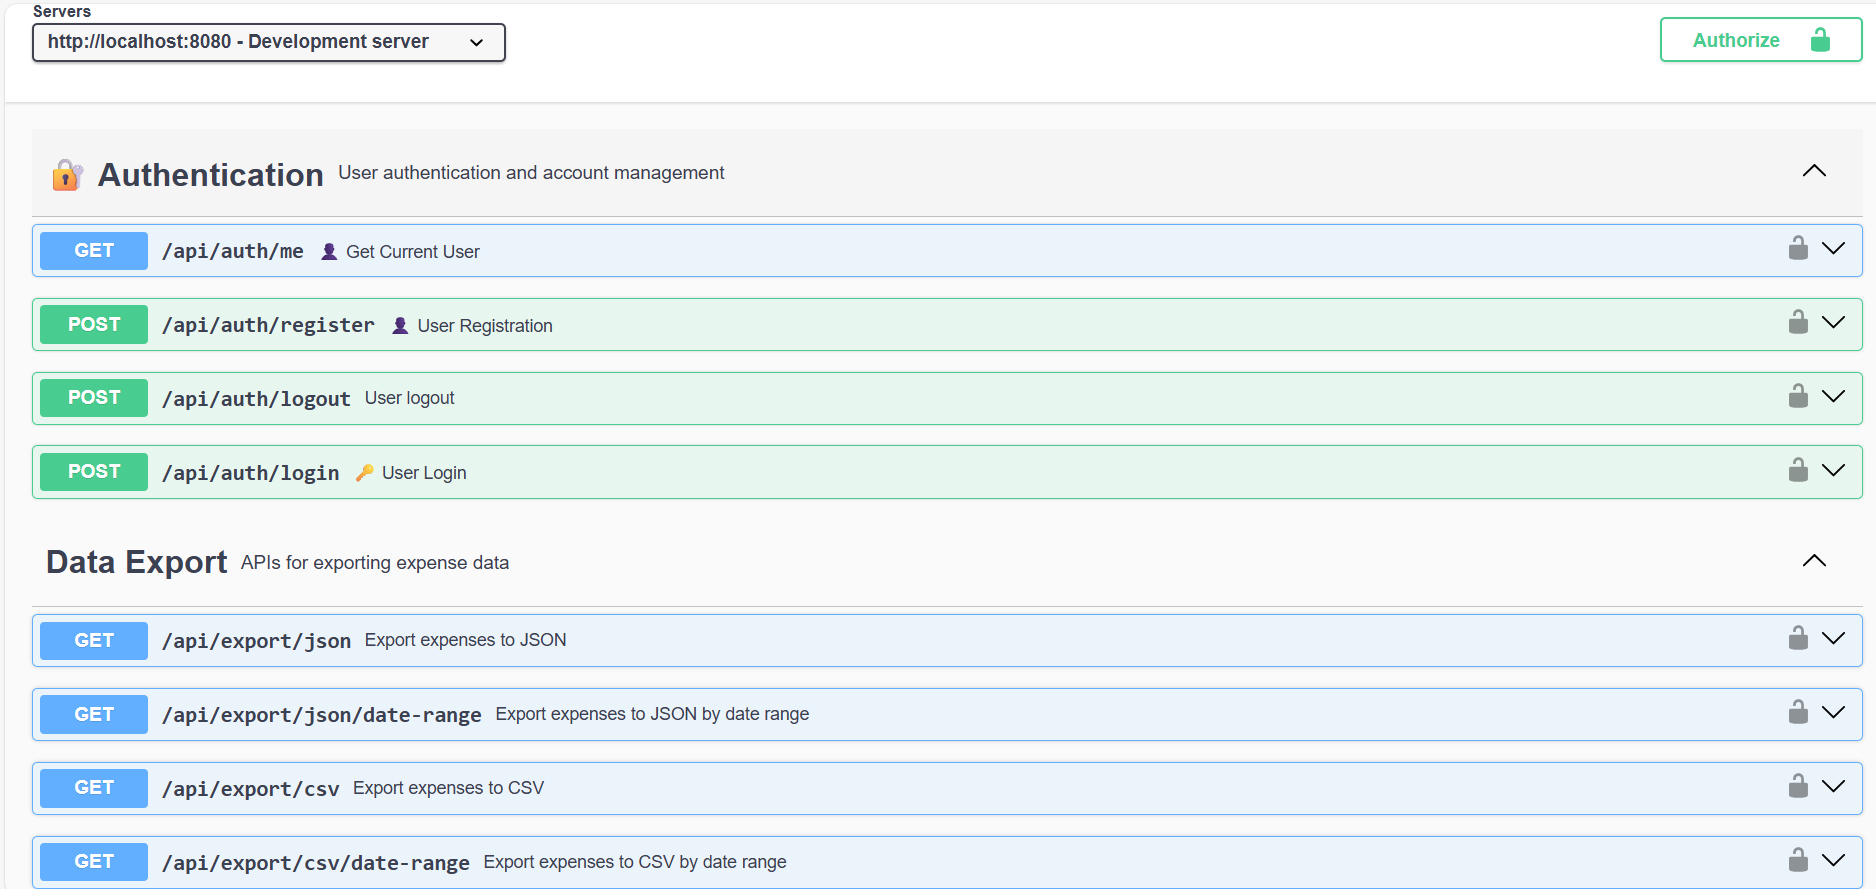 Servers
http://localhost:8080 - Development server
Authorize
Authentication User authentication and account management
GET /api/auth/me Get Current User
POST /api/auth/register User Registration
POST /api/auth/logout User logout
POST /api/auth/login User Login
Data Export APIs for exporting expense data
GET /api/export/json Export expenses to JSON
GET /api/export/json/date-range Export expenses to JSON by date range
GET /api/export/csv Export expenses to CSV
GET /api/export/csv/date-range Export expenses to CSV by date range